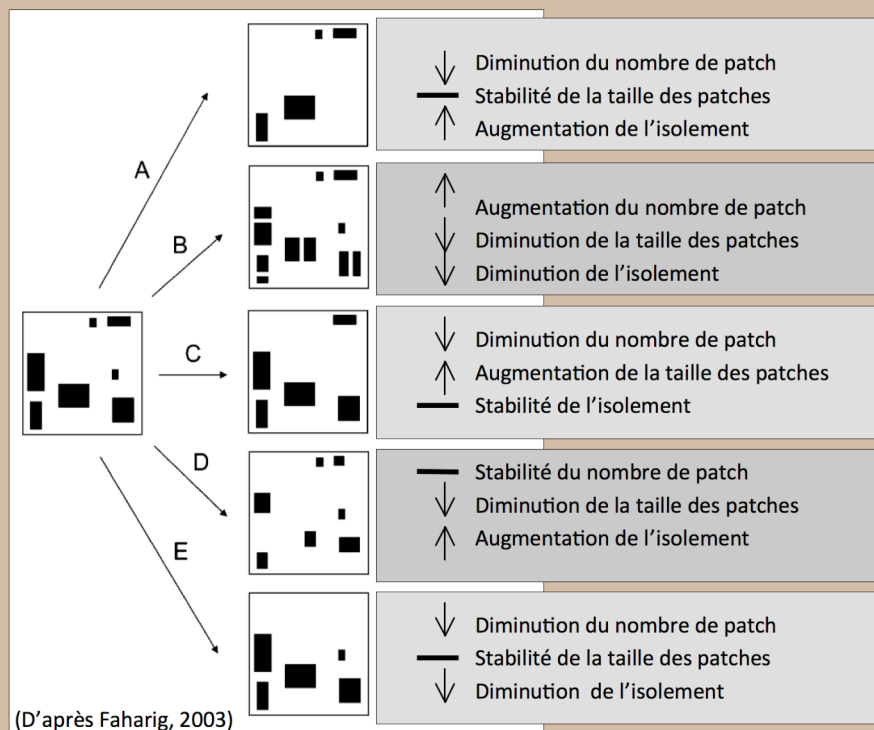 Diminution du nombre de patch
Stabilité de la taille des patches
Augmentation de l'isolement
A
Augmentation du nombre de patch
Diminution de la taille des patches
Diminution de l'isolement
B
Diminution du nombre de patch
Augmentation de la taille des patches
Stabilité de l'isolement
C
Stabilité du nombre de patch
Diminution de la taille des patches
Augmentation de l'isolement
D
Diminution du nombre de patch
Stabilité de la taille des patches
Diminution de l'isolement
E
(D'après Faharig, 2003)